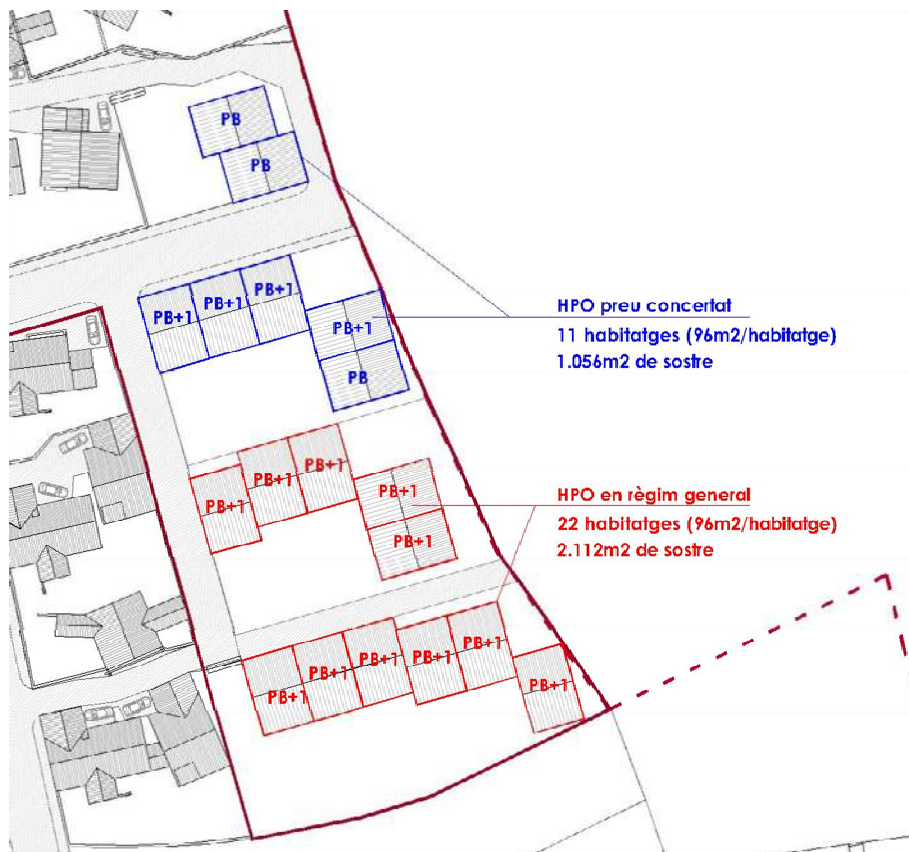 PB
PB
PB+1
PB+1
PB+1
PB+1
PB
HPO preu concertat
11 habitatges (96m2/habitatge)
1.056m2 de sostre
PB+1
PB+1
PB+1
PB+1
PB+1
HPO en règim general
22 habitatges (96m2/habitatge)
2.112m2 de sostre
PB+1
PB+1
PB+1
PB+1
PB+1
PB+1